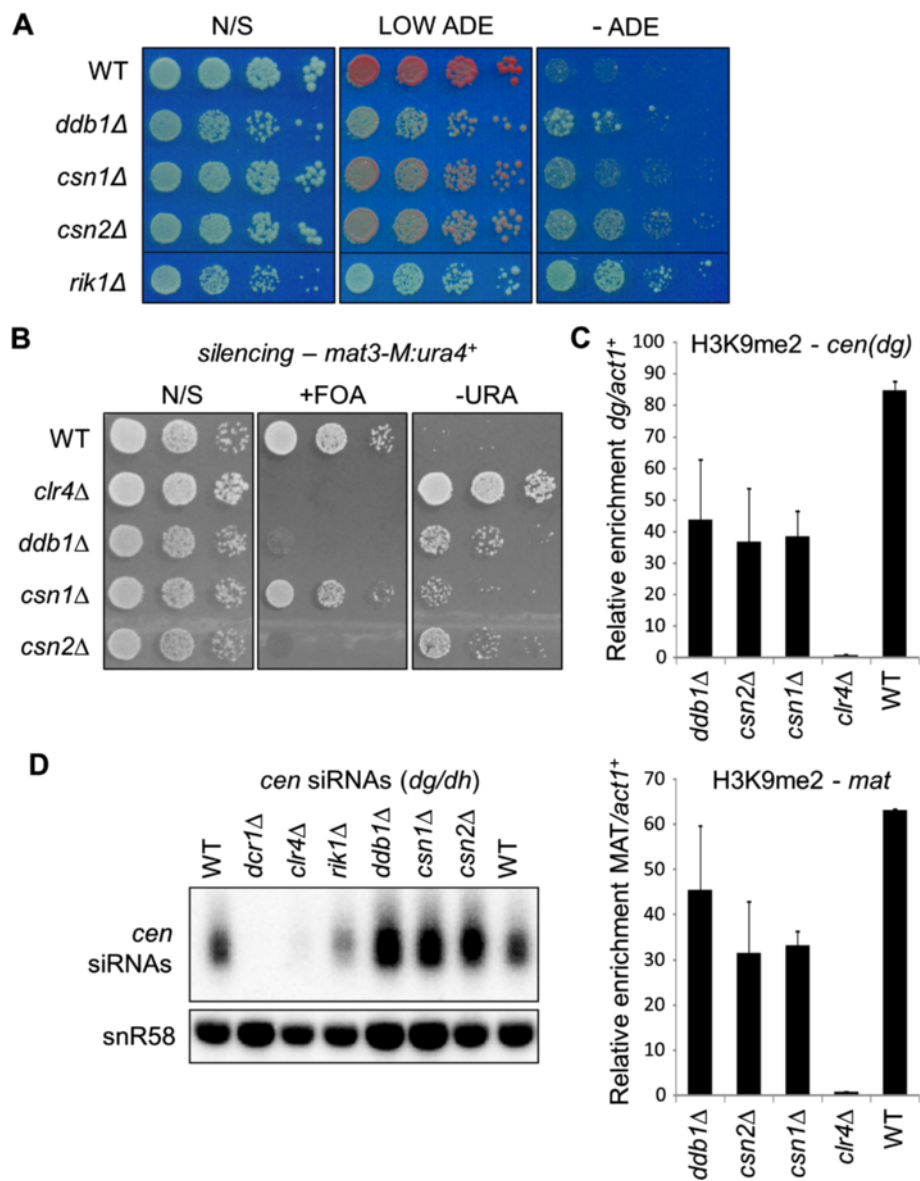 A
N/S LOW ADE - ADE
WT
ddb1Δ
csn1Δ
csn2Δ
rik1Δ
B
silencing – mat3-M:ura4⁺
N/S +FOA -URA
WT
clr4Δ
ddb1Δ
csn1Δ
csn2Δ
C
H3K9me2 - cen(dg)
Relative enrichment dg/act1⁺
90
80
70
60
50
40
30
20
10
0
ddb1Δ csn2Δ csn1Δ clr4Δ WT
D
cen siRNAs (dg/dh)
WT dcr1Δ clr4Δ rik1Δ ddb1Δ csn1Δ csn2Δ WT
cen
siRNAs
snR58
H3K9me2 - mat
Relative enrichment MAT/act1⁺
70
60
50
40
30
20
10
0
ddb1Δ csn2Δ csn1Δ clr4Δ WT